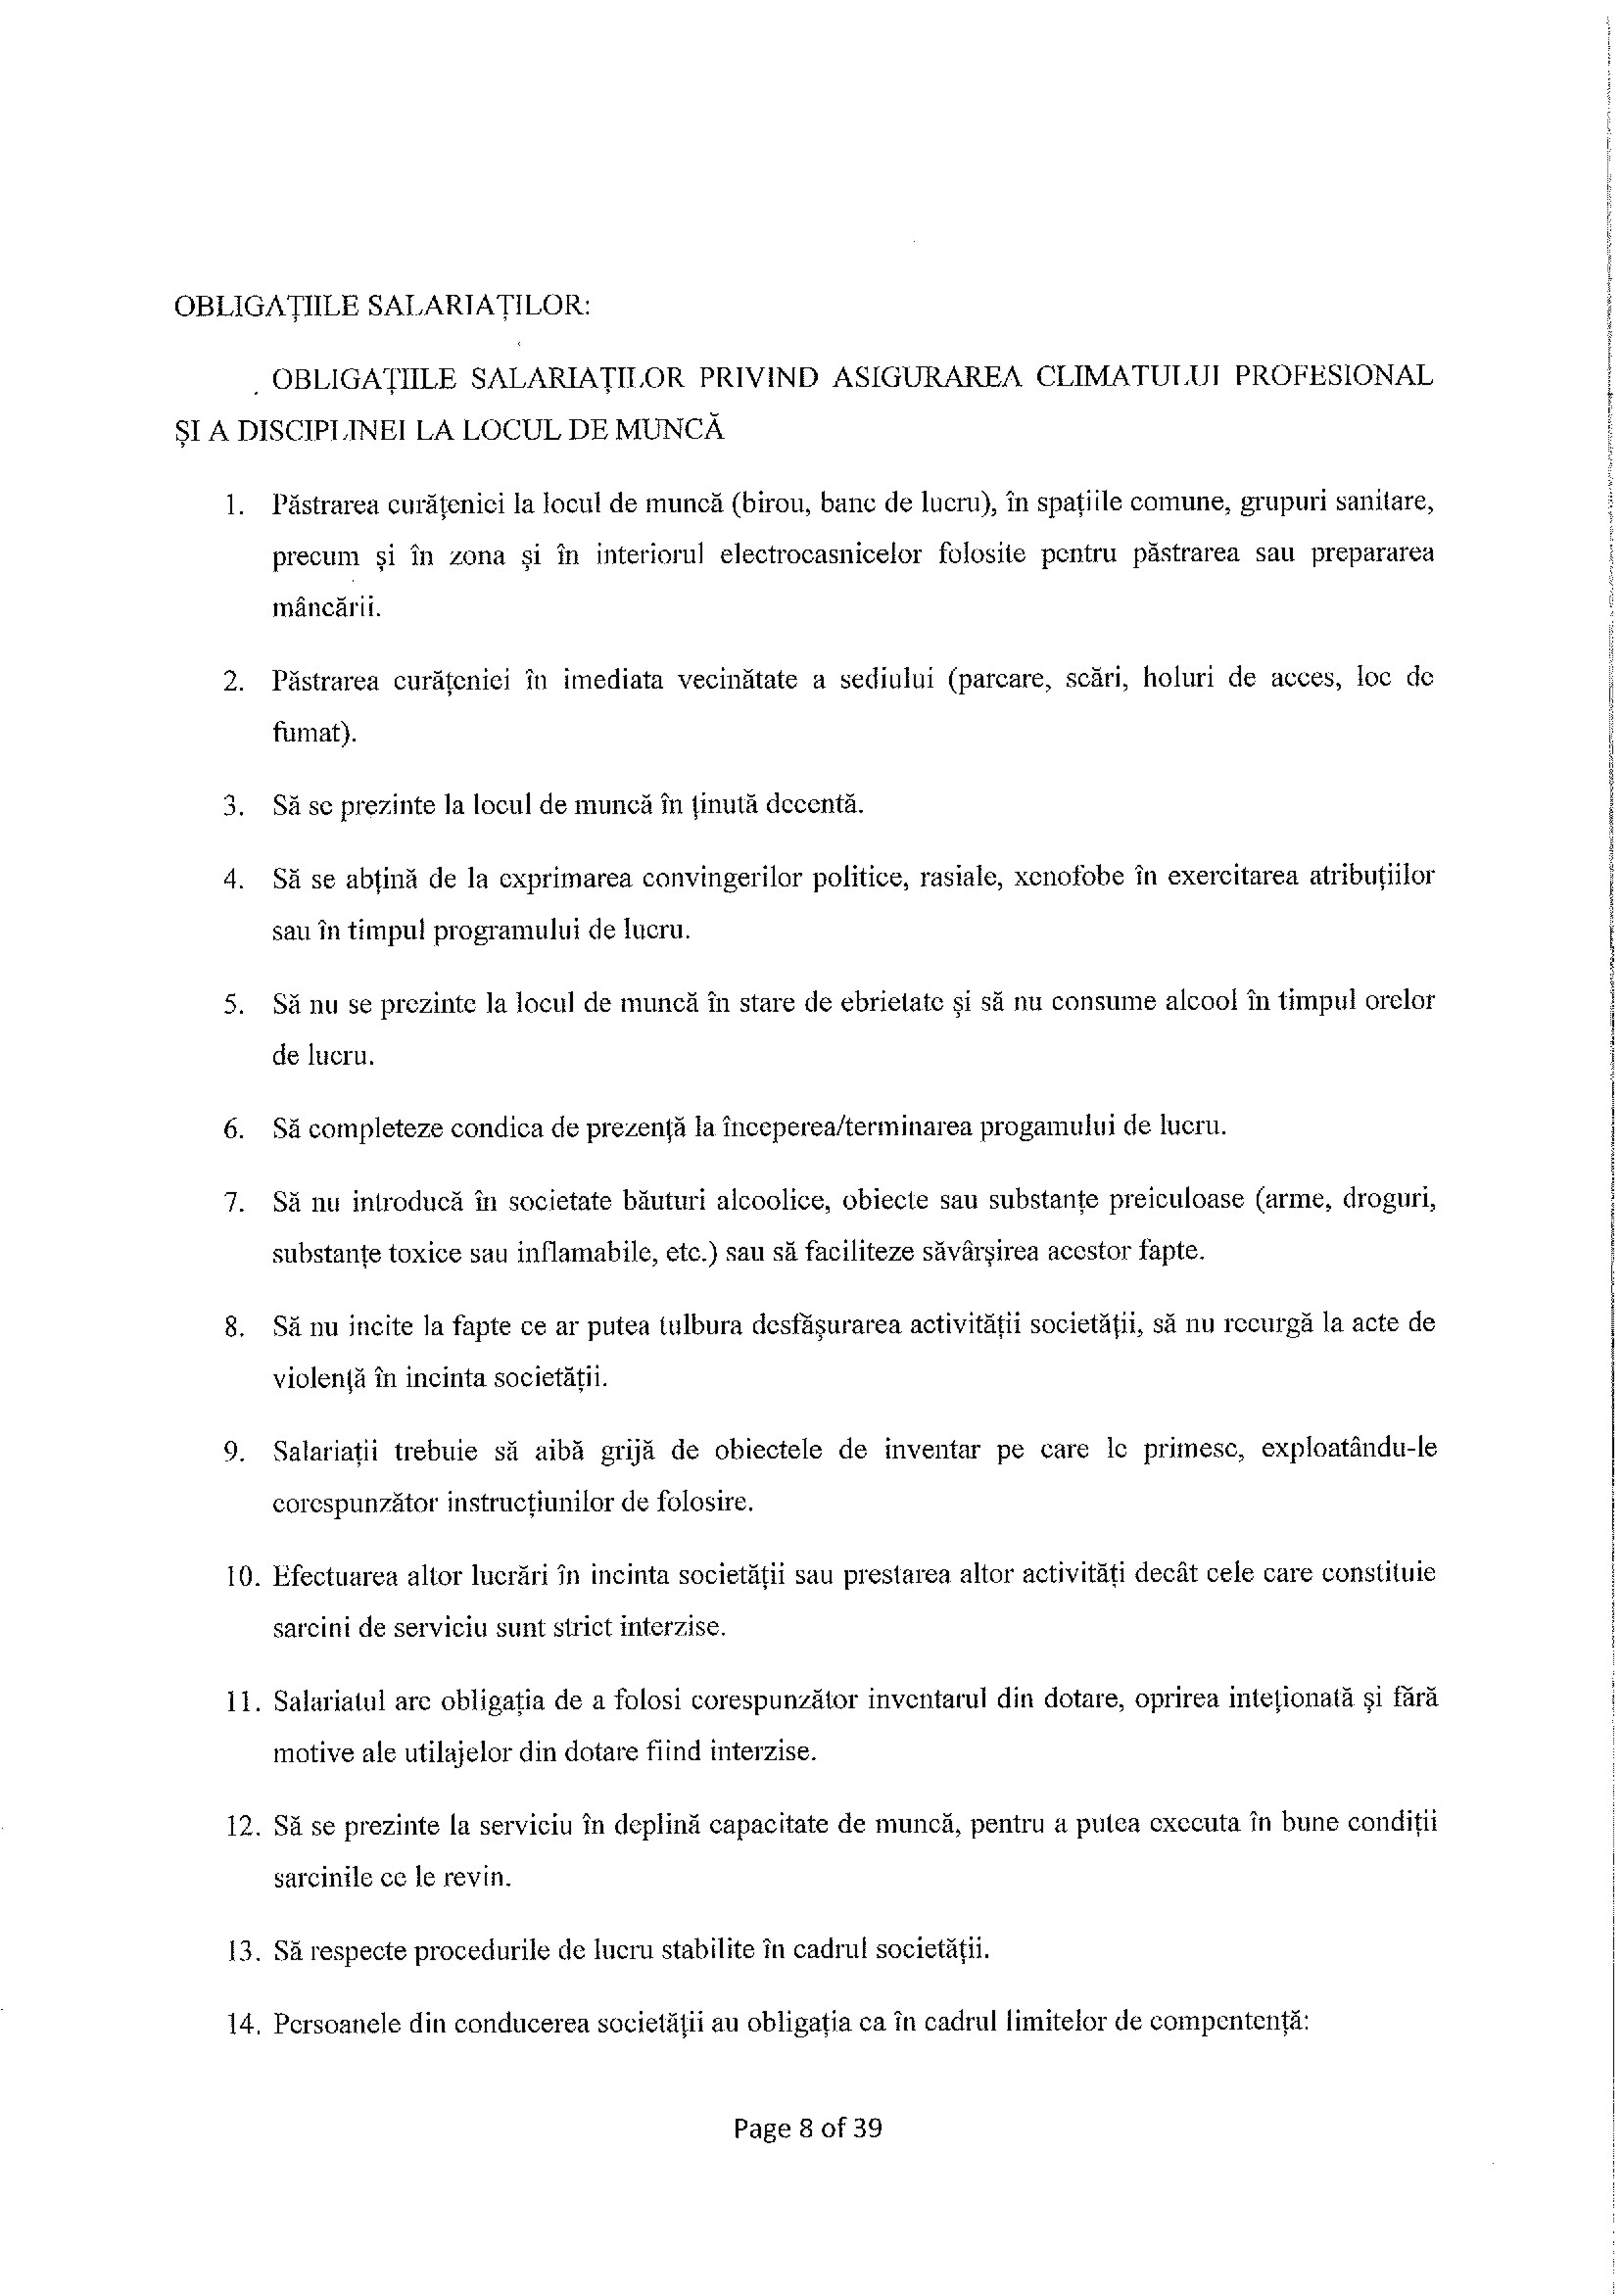 OBLIGAȚIILE SALARIAȚILOR:
OBLIGAȚIILE SALARIAȚILOR PRIVIND ASIGURAREA CLIMATULUI PROFESIONAL
ȘI A DISCIPLINEI LA LOCUL DE MUNCĂ
1. Păstrarea curățeniei la locul de muncă (birou, banc de lucru), în spațiile comune, grupuri sanitare,
precum și în zona și în interiorul electrocasnicelor folosite pentru păstrarea sau prepararea
mâncării.
2. Păstrarea curățeniei în imediata vecinătate a sediului (parcare, scări, holuri de acces, loc de
fumat).
3. Să se prezinte la locul de muncă în ținută decentă.
4. Să se abțină de la exprimarea convingerilor politice, rasiale, xenofobe în exercitarea atribuțiilor
sau în timpul programului de lucru.
5. Să nu se prezinte la locul de muncă în stare de ebrietate și să nu consume alcool în timpul orelor
de lucru.
6. Să completeze condica de prezență la începerea/terminarea progamului de lucru.
7. Să nu introducă în societate băuturi alcoolice, obiecte sau substanțe preiculoase (arme, droguri,
substanțe toxice sau inflamabile, etc.) sau să faciliteze săvârșirea acestor fapte.
8. Să nu incite la fapte ce ar putea tulbura desfășurarea activității societății, să nu recurgă la acte de
violență în incinta societății.
9. Salariații trebuie să aibă grijă de obiectele de inventar pe care le primesc, exploatându-le
corespunzător instrucțiunilor de folosire.
10. Efectuarea altor lucrări în incinta societății sau prestarea altor activități decât cele care constituie
sarcini de serviciu sunt strict interzise.
11. Salariatul are obligația de a folosi corespunzător inventarul din dotare, oprirea intețională și fără
motive ale utilajelor din dotare fiind interzise.
12. Să se prezinte la serviciu în deplină capacitate de muncă, pentru a putea executa în bune condiții
sarcinile ce le revin.
13. Să respecte procedurile de lucru stabilite în cadrul societății.
14. Persoanele din conducerea societății au obligația ca în cadrul limitelor de compentență:
Page 8 of 39